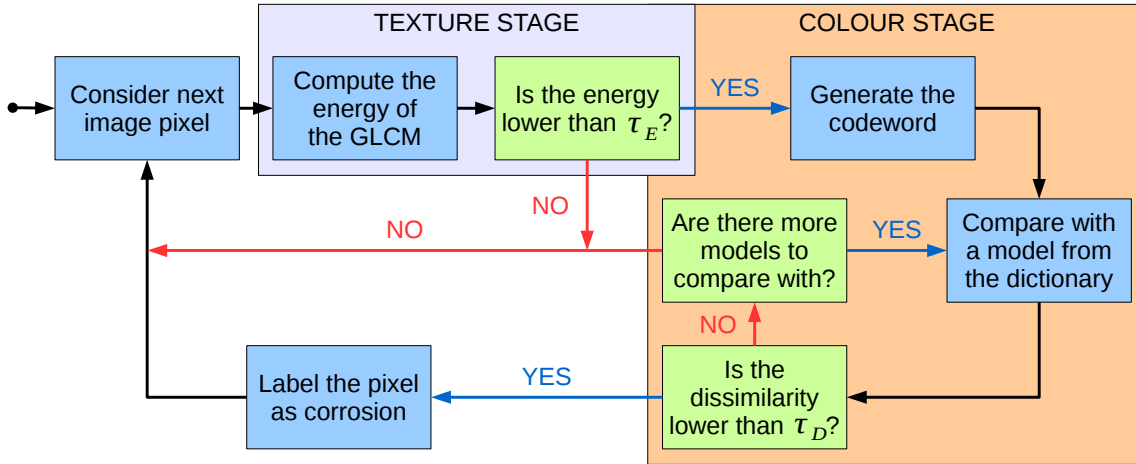 TEXTURE STAGE
COLOUR STAGE
Consider next
image pixel
Compute the
energy of
the GLCM
Is the energy
lower than τ_E?
YES
Generate the
codeword
NO
NO
Are there more
models to
compare with?
YES
Compare with
a model from
the dictionary
NO
Label the pixel
as corrosion
YES
Is the
dissimilarity
lower than τ_D?